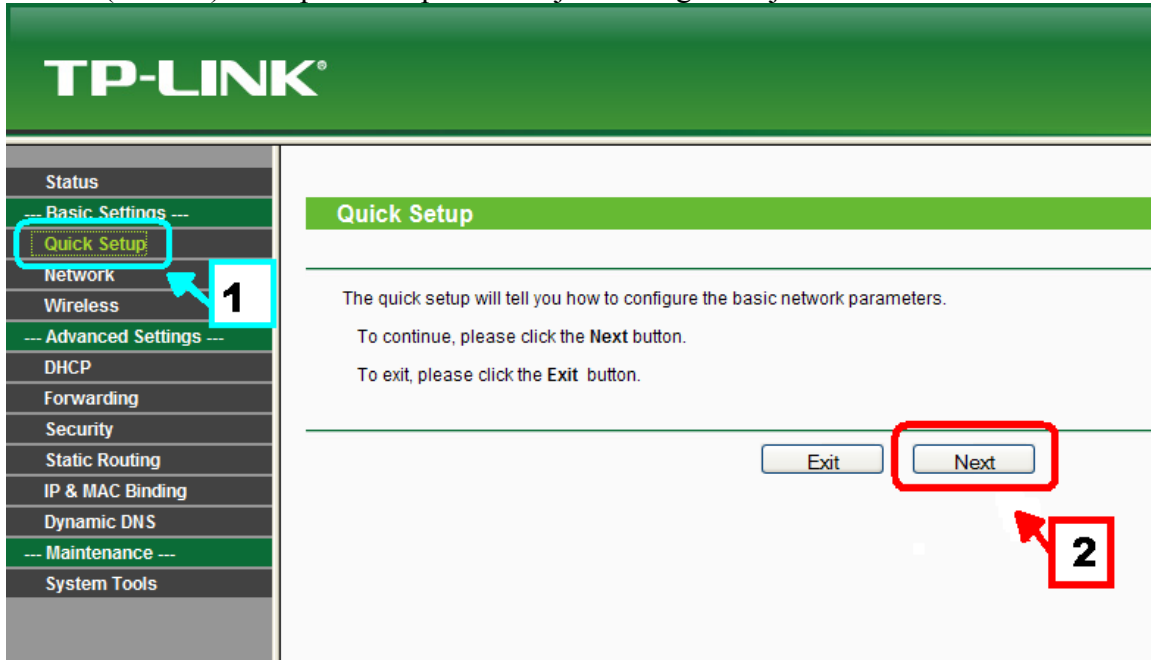 TP-LINK®
Status
--- Basic Settings ---
Quick Setup
Network
Wireless
--- Advanced Settings ---
DHCP
Forwarding
Security
Static Routing
IP & MAC Binding
Dynamic DNS
--- Maintenance ---
System Tools
1
Quick Setup
The quick setup will tell you how to configure the basic network parameters.
To continue, please click the Next button.
To exit, please click the Exit button.
Exit Next
2